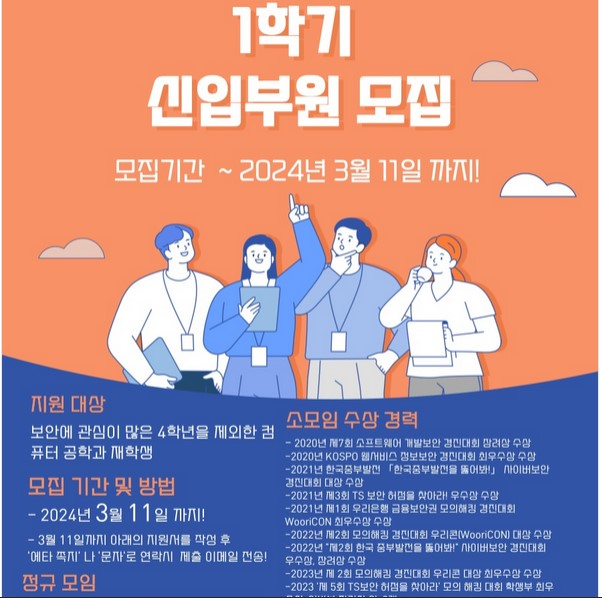 1학기
신입부원 모집
모집기간 ~ 2024년 3월 11일 까지!
지원 대상
보안에 관심이 많은 4학년을 제외한 컴
퓨터 공학과 재학생
모집 기간 및 방법
- 2024년 3월 11일 까지!
- 3월 11일까지 아래의 지원서를 작성 후
'에타 쪽지' 나 '문자'로 연락시 제출 이메일 전송!
정규 모임
소모임 수상 경력
- 2020년 제7회 소프트웨어 개발보안 경진대회 장려상 수상
-2020년 KOSPO 웹서비스 정보보안 경진대회 최우수상 수상
-2021년 한국중부발전 「한국중부발전을 뚫어봐!」 사이버보안
경진대회 대상 수상
-2021년 제3회 TS 보안 허점을 찾아라! 우수상 수상
-2021년 제1회 우리은행 금융보안권 모의해킹 경진대회
WooriCON 최우수상 수상
-2022년 제2회 모의해킹 경진대회 우리콘(WooriCON) 대상 수상
-2022년 "제2회 한국 중부발전을 뚫어봐!" 사이버보안 경진대회
우수상, 장려상 수상
-2023년 제 2회 모의해킹 경진대회 우리콘 대상 최우수상 수상
-2023 '제 5회 TS보안 허점을 찾아라' 모의 해킹 대회 학생부 최우